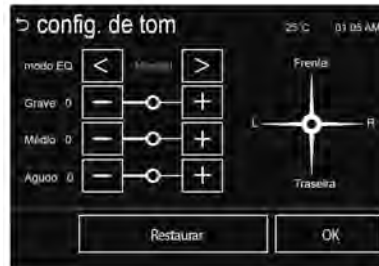 config. de tom 25°C 01:05 AM
modo EQ < >
Frente
Grave 0 − +
L R
Médio 0 − +
Agudo 0 − +
Traseira
Restaurar OK